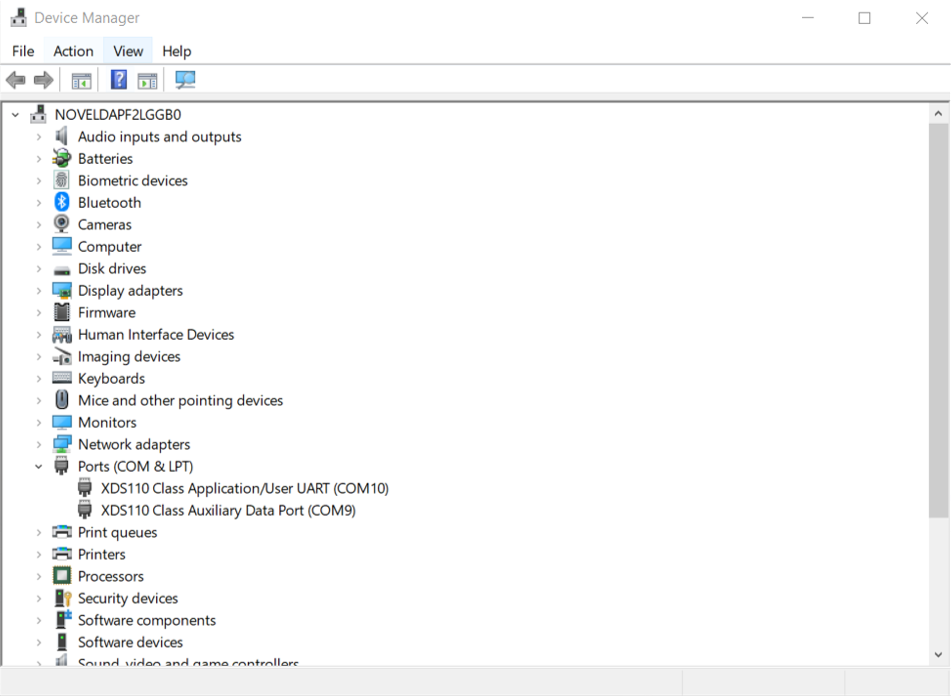 Device Manager
File Action View Help
NOVELDAPF2LGGB0
Audio inputs and outputs
Batteries
Biometric devices
Bluetooth
Cameras
Computer
Disk drives
Display adapters
Firmware
Human Interface Devices
Imaging devices
Keyboards
Mice and other pointing devices
Monitors
Network adapters
Ports (COM & LPT)
XDS110 Class Application/User UART (COM10)
XDS110 Class Auxiliary Data Port (COM9)
Print queues
Printers
Processors
Security devices
Software components
Software devices
Sound, video and game controllers